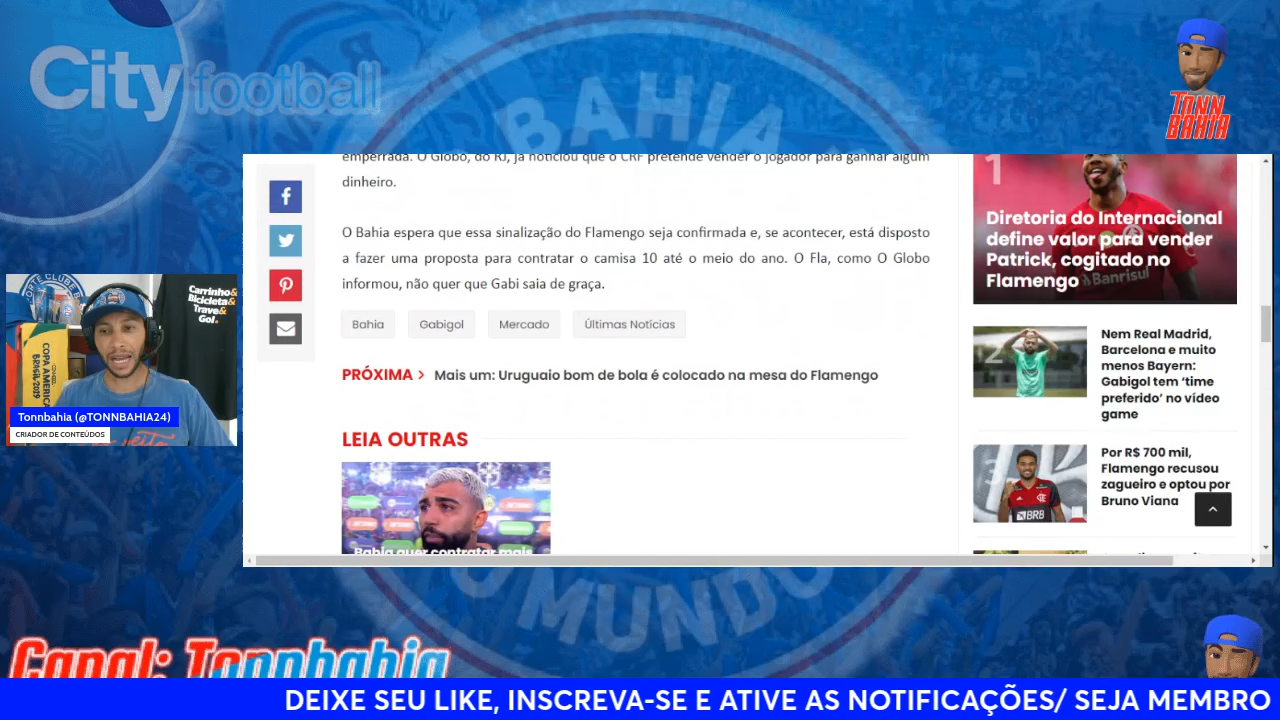 City football
BAHIA
TONN
BAHIA
emperrada. O Globo, do RJ, já noticiou que o CRF pretende vender o jogador para ganhar algum
dinheiro.
O Bahia espera que essa sinalização do Flamengo seja confirmada e, se acontecer, está disposto
a fazer uma proposta para contratar o camisa 10 até o meio do ano. O Fla, como O Globo
informou, não quer que Gabi saia de graça.
Bahia
Gabigol
Mercado
Últimas Notícias
PRÓXIMA > Mais um: Uruguaio bom de bola é colocado na mesa do Flamengo
LEIA OUTRAS
Bahia quer contratar mais
1
Diretoria do Internacional
define valor para vender
Patrick, cogitado no
Flamengo
Banrisul
2
Nem Real Madrid,
Barcelona e muito
menos Bayern:
Gabigol tem ‘time
preferido’ no vídeo
game
3
Por R$ 700 mil,
Flamengo recusou
zagueiro e optou por
Bruno Viana
BRB
Carrinho&
Bicicleta&
Trave&
Gol.
COPA AMERICA
BRASIL2019
Tonnbahia (@TONNBAHIA24)
CRIADOR DE CONTEÚDOS
O MUNDO
Canal: Tonnbahia
DEIXE SEU LIKE, INSCREVA-SE E ATIVE AS NOTIFICAÇÕES/ SEJA MEMBRO